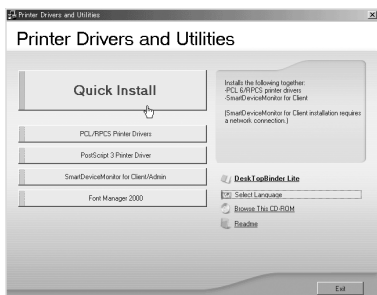 Printer Drivers and Utilities
Printer Drivers and Utilities
Quick Install
PCL/RPCS Printer Drivers
PostScript 3 Printer Driver
SmartDeviceMonitor for Client/Admin
Font Manager 2000
Installs the following together:
-PCL &/RPCS printer drivers
-SmartDeviceMonitor for Client
(SmartDeviceMonitor for Client installation requires
a network connection.)
DeskTopBinder Lite
Select Language
Browse This CD-ROM
Readme
Exit